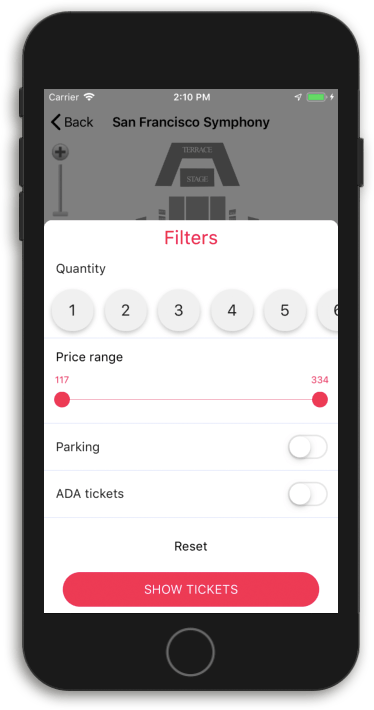 Carrier 2:10 PM
Back San Francisco Symphony
TERRACE
STAGE
Filters
Quantity
1 2 3 4 5 6
Price range
117 334
Parking
ADA tickets
Reset
SHOW TICKETS